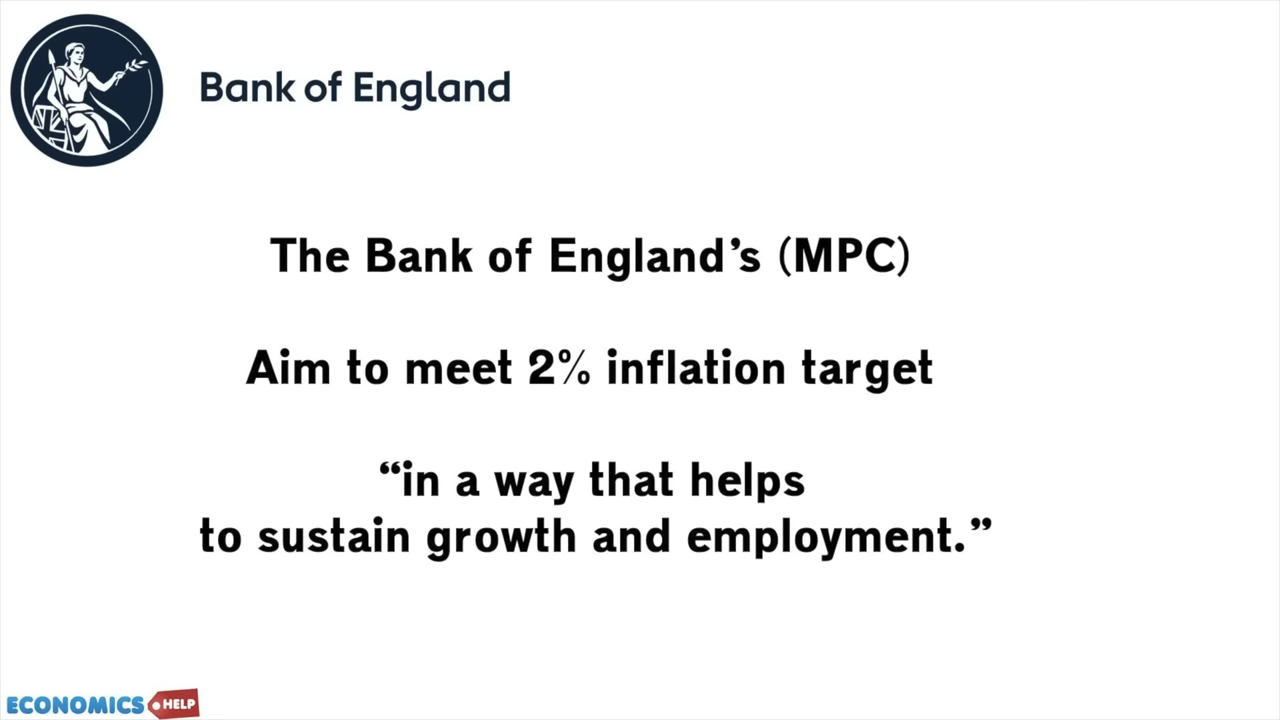 Bank of England
The Bank of England’s (MPC)
Aim to meet 2% inflation target
“in a way that helps
to sustain growth and employment.”
ECONOMICS HELP